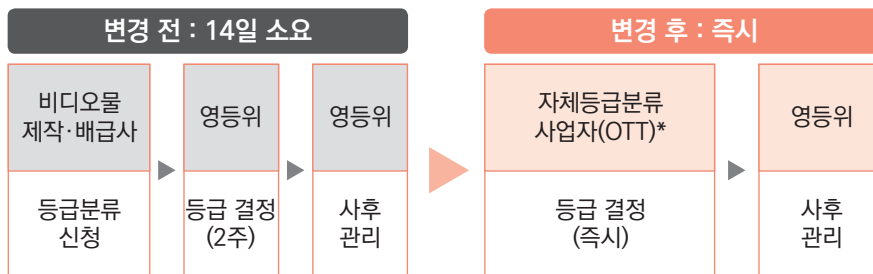 변경 전 : 14일 소요
비디오물
제작·배급사
등급분류
신청
영등위
등급 결정
(2주)
영등위
사후
관리
변경 후 : 즉시
자체등급분류
사업자(OTT)*
등급 결정
(즉시)
영등위
사후
관리